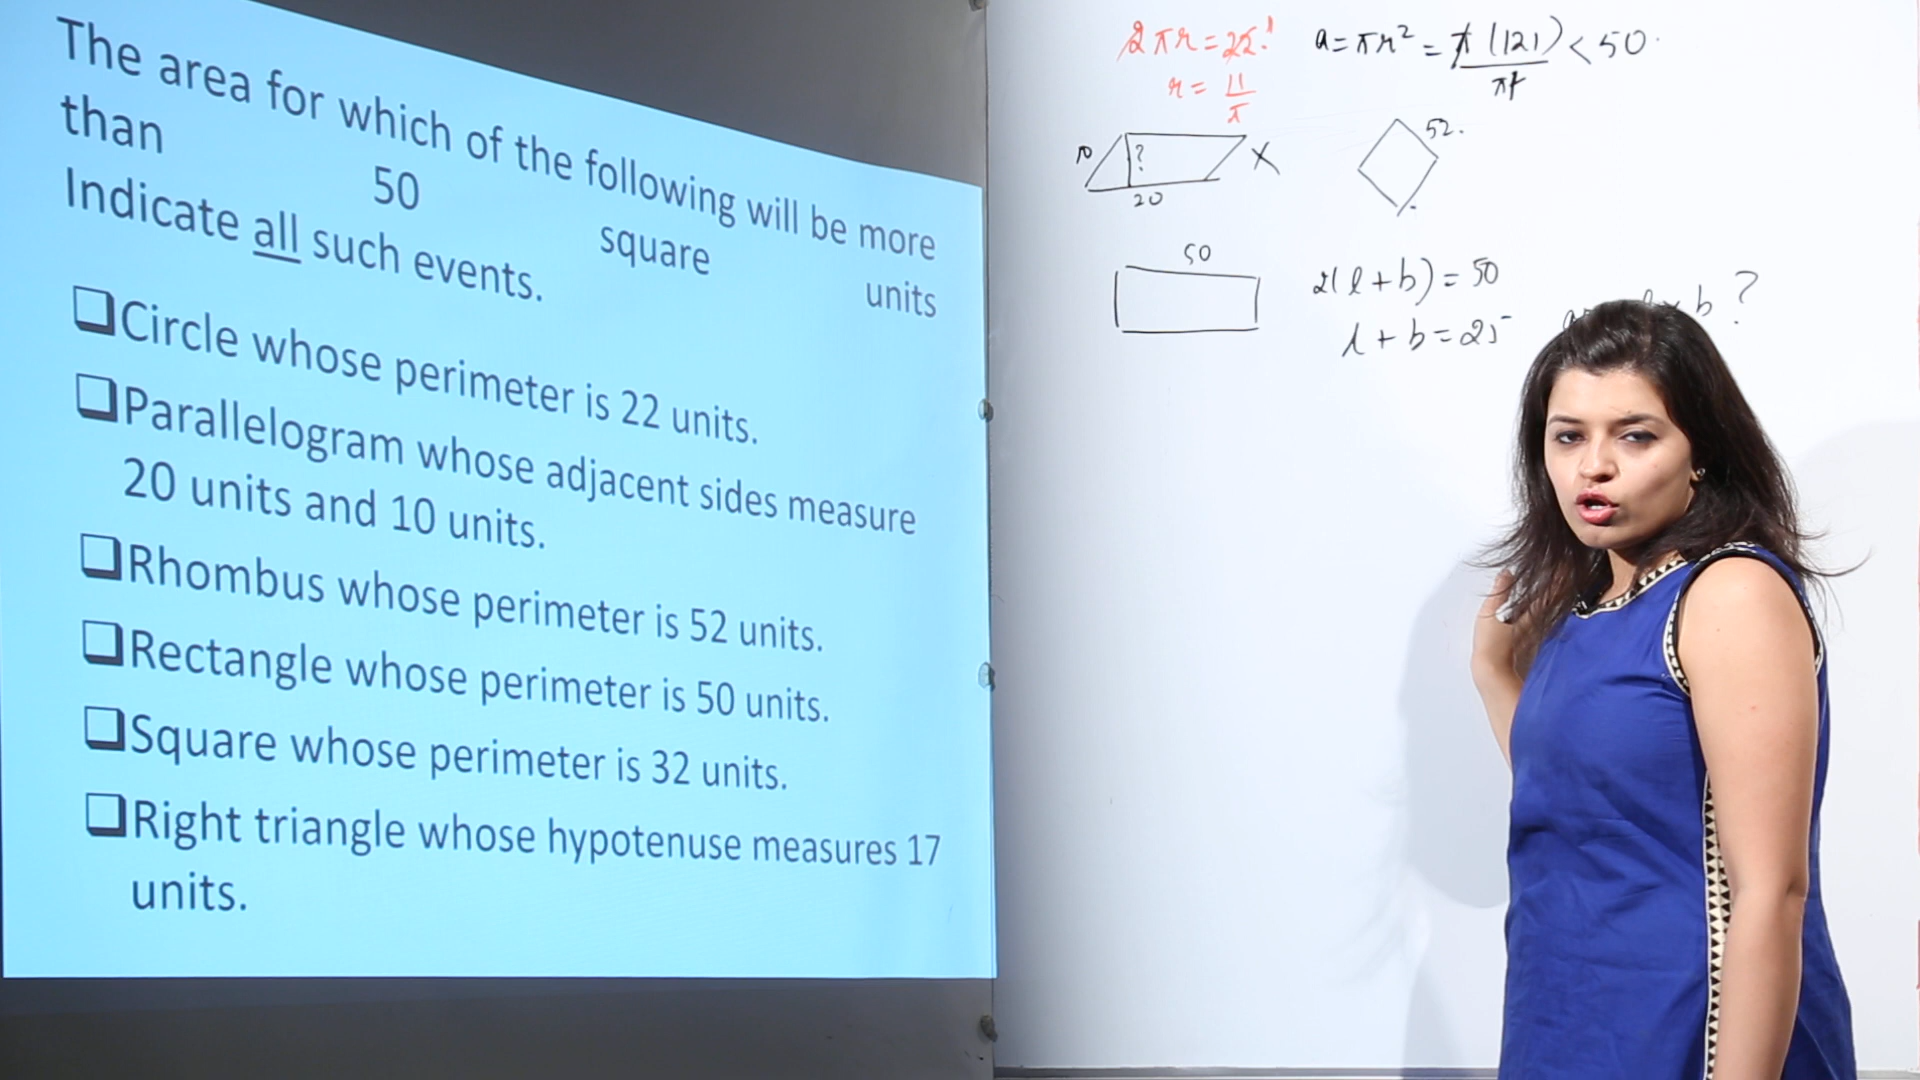 The area for which of the following will be more
than 50 square units
Indicate all such events.
❑Circle whose perimeter is 22 units.
❑Parallelogram whose adjacent sides measure
20 units and 10 units.
❑Rhombus whose perimeter is 52 units.
❑Rectangle whose perimeter is 50 units.
❑Square whose perimeter is 32 units.
❑Right triangle whose hypotenuse measures 17
units.
2πr = 22. a = πr² = π(121)/π² < 50.
r = 11/π
10 ? X
20
52.
50
2(l+b) = 50
b ?
l + b = 25